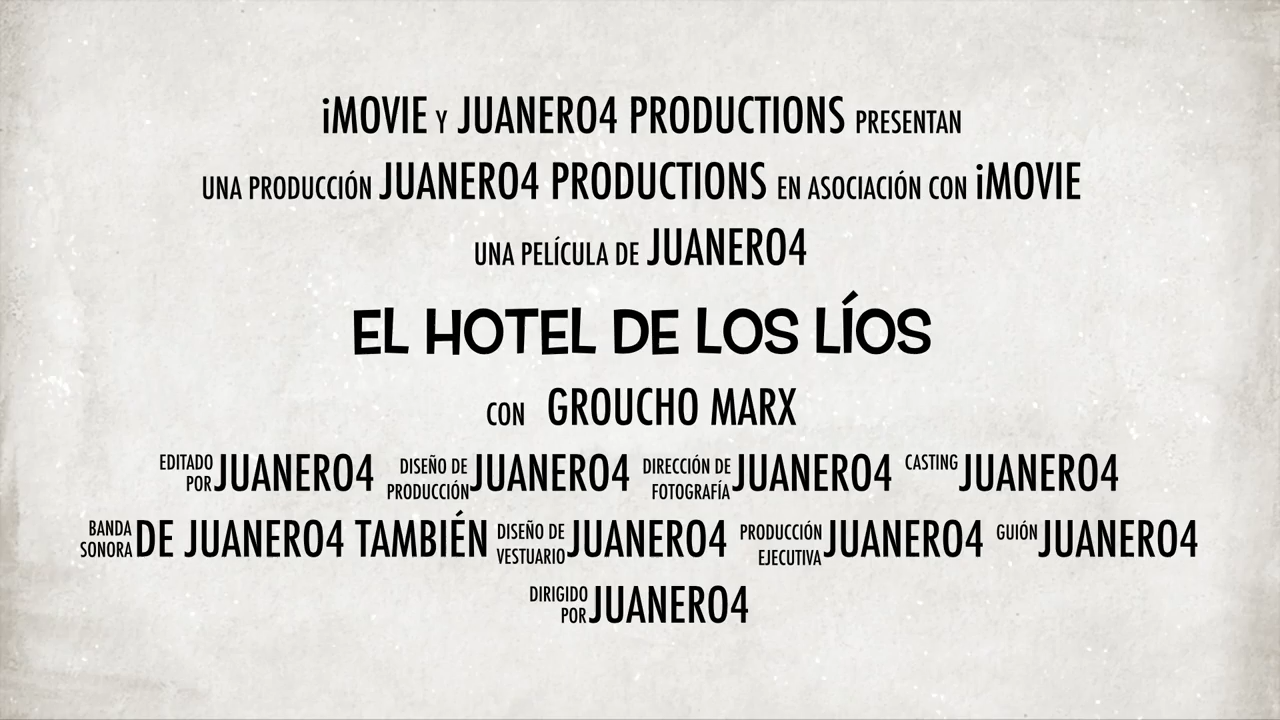 iMOVIE Y JUANERO4 PRODUCTIONS PRESENTAN
UNA PRODUCCIÓN JUANERO4 PRODUCTIONS EN ASOCIACIÓN CON iMOVIE
UNA PELÍCULA DE JUANERO4
EL HOTEL DE LOS LÍOS
CON GROUCHO MARX
EDITADO POR JUANERO4 DISEÑO DE PRODUCCIÓN JUANERO4 DIRECCIÓN DE FOTOGRAFÍA JUANERO4 CASTING JUANERO4
BANDA SONORA DE JUANERO4 TAMBIÉN DISEÑO DE VESTUARIO JUANERO4 PRODUCCIÓN EJECUTIVA JUANERO4 GUIÓN JUANERO4
DIRIGIDO POR JUANERO4